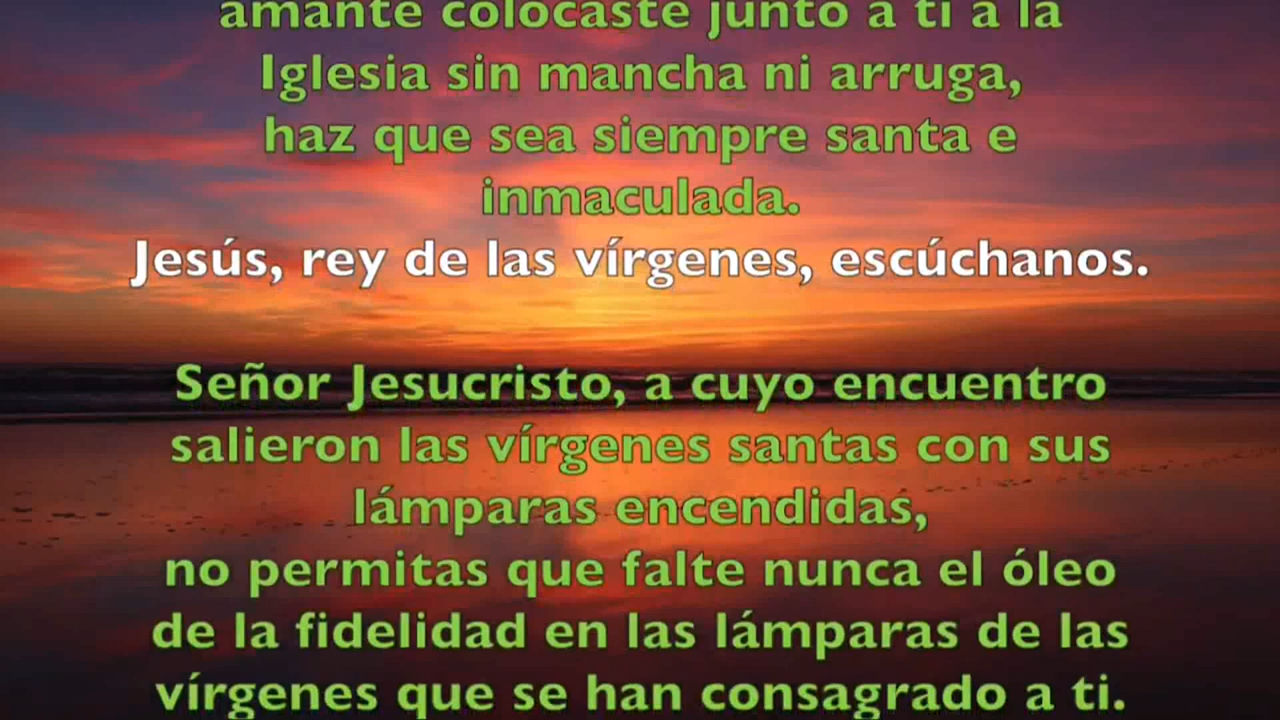 amante colocaste junto a ti a la
Iglesia sin mancha ni arruga,
haz que sea siempre santa e
inmaculada.
Jesús, rey de las vírgenes, escúchanos.
Señor Jesucristo, a cuyo encuentro
salieron las vírgenes santas con sus
lámparas encendidas,
no permitas que falte nunca el óleo
de la fidelidad en las lámparas de las
vírgenes que se han consagrado a ti.